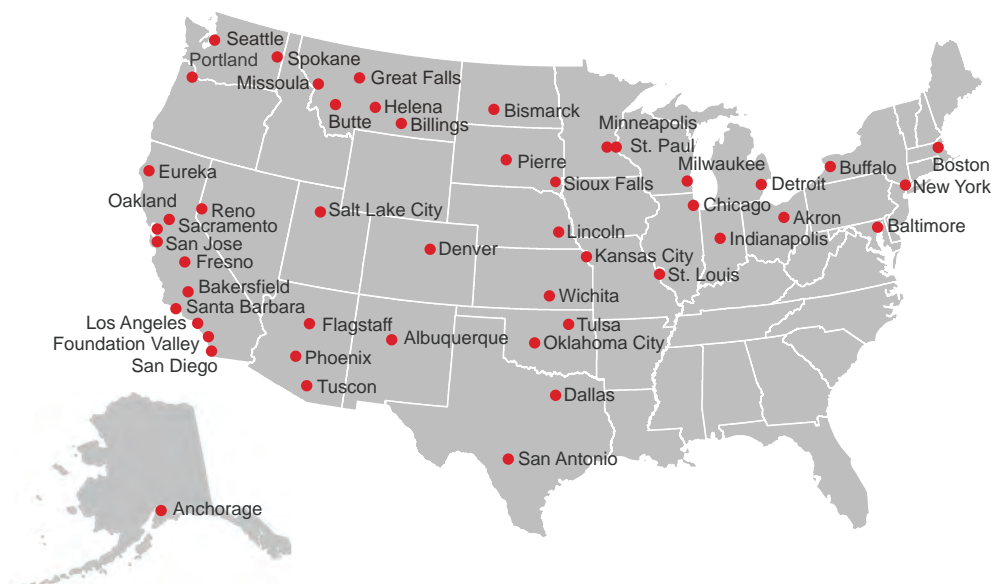 Seattle
Portland
Spokane
Missoula
Great Falls
Helena
Butte
Billings
Bismarck
Minneapolis
St. Paul
Pierre
Milwaukee
Sioux Falls
Detroit
Buffalo
Boston
New York
Eureka
Oakland
Reno
Sacramento
San Jose
Salt Lake City
Chicago
Akron
Baltimore
Lincoln
Indianapolis
Denver
Kansas City
Fresno
St. Louis
Bakersfield
Wichita
Santa Barbara
Los Angeles
Flagstaff
Tulsa
Foundation Valley
Albuquerque
Oklahoma City
San Diego
Phoenix
Tuscon
Dallas
San Antonio
Anchorage